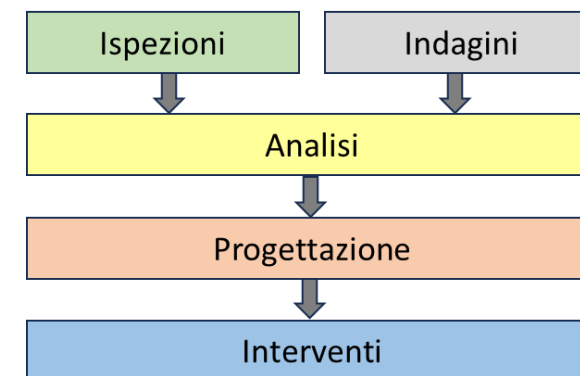 Ispezioni
Indagini
Analisi
Progettazione
Interventi